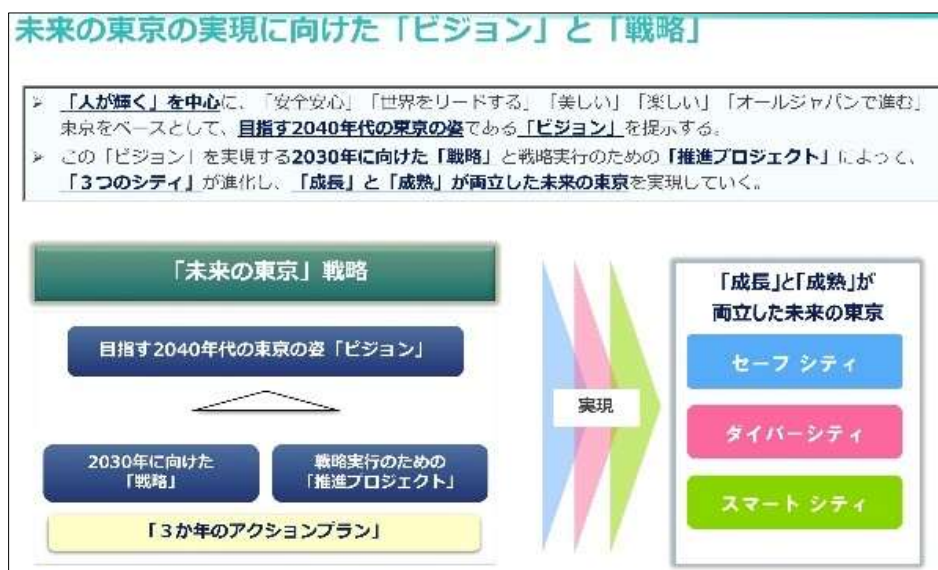 未来の東京の実現に向けた「ビジョン」と「戦略」
➢ 「人が輝く」を中心に、「安全安心」「世界をリードする」「美しい」「楽しい」「オールジャパンで進む」
東京をベースとして、目指す2040年代の東京の姿である「ビジョン」を提示する。
➢ この「ビジョン」を実現する2030年に向けた「戦略」と戦略実行のための「推進プロジェクト」によって、
「３つのシティ」が進化し、「成長」と「成熟」が両立した未来の東京を実現していく。
「未来の東京」戦略
目指す2040年代の東京の姿「ビジョン」
2030年に向けた
「戦略」
戦略実行のための
「推進プロジェクト」
「３か年のアクションプラン」
実現
「成長」と「成熟」が
両立した未来の東京
セーフ シティ
ダイバーシティ
スマート シティ